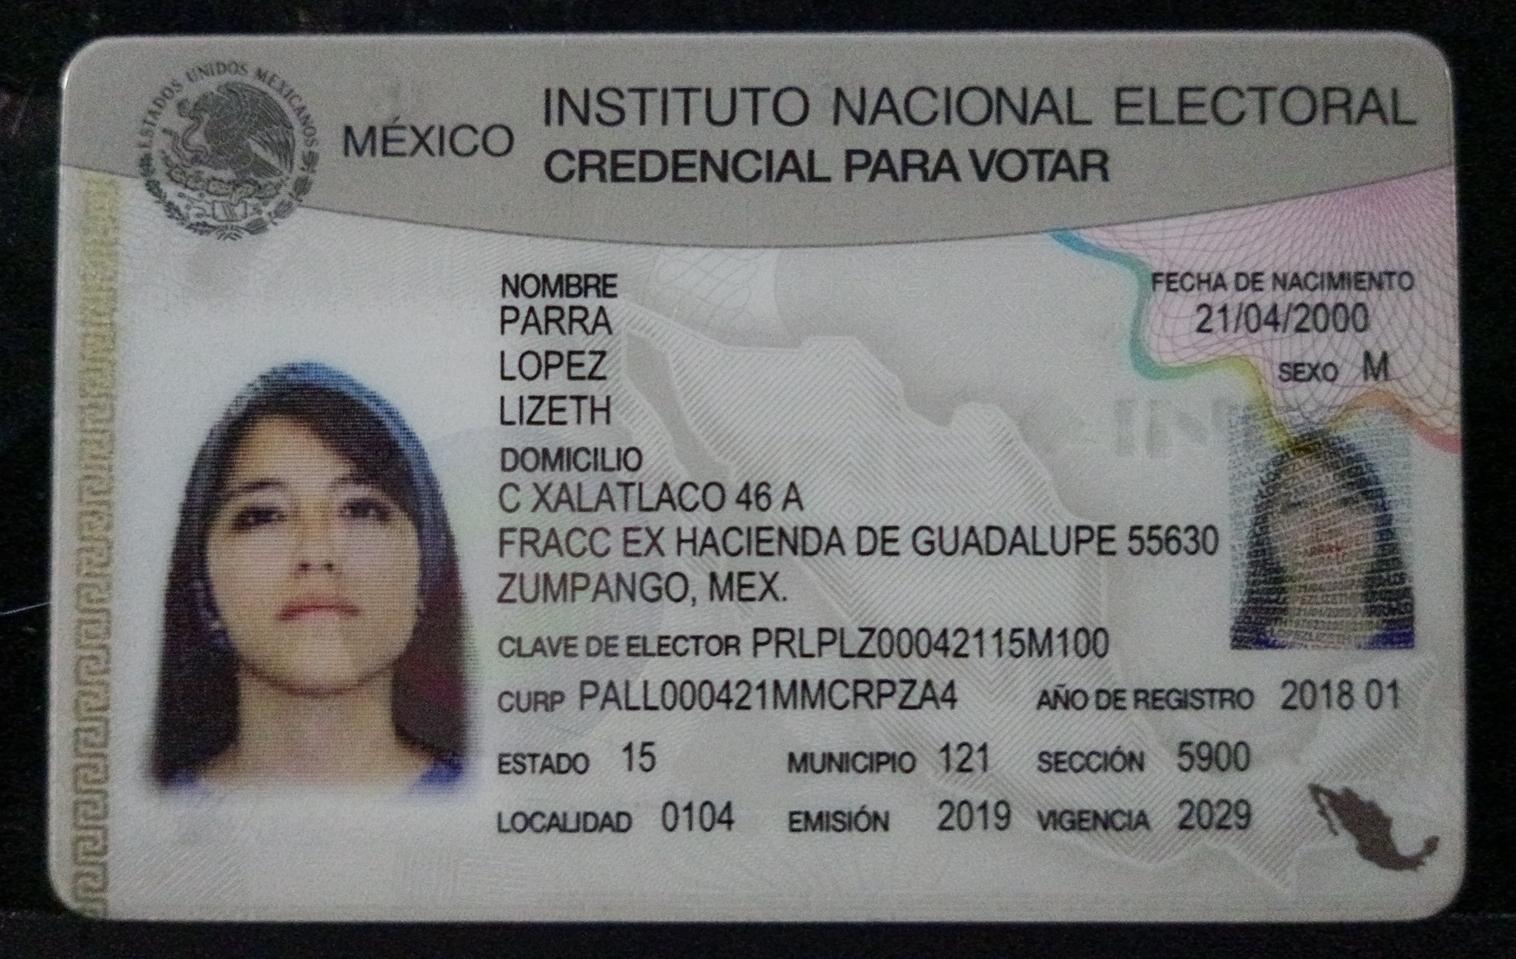 ESTADOS UNIDOS MEXICANOS
MÉXICO
INSTITUTO NACIONAL ELECTORAL
CREDENCIAL PARA VOTAR
NOMBRE
PARRA
LOPEZ
LIZETH
FECHA DE NACIMIENTO
21/04/2000
SEXO M
DOMICILIO
C XALATLACO 46 A
FRACC EX HACIENDA DE GUADALUPE 55630
ZUMPANGO, MEX.
CLAVE DE ELECTOR PRLPLZ00042115M100
CURP PALL000421MMCRPZA4 AÑO DE REGISTRO 2018 01
ESTADO 15 MUNICIPIO 121 SECCIÓN 5900
LOCALIDAD 0104 EMISIÓN 2019 VIGENCIA 2029